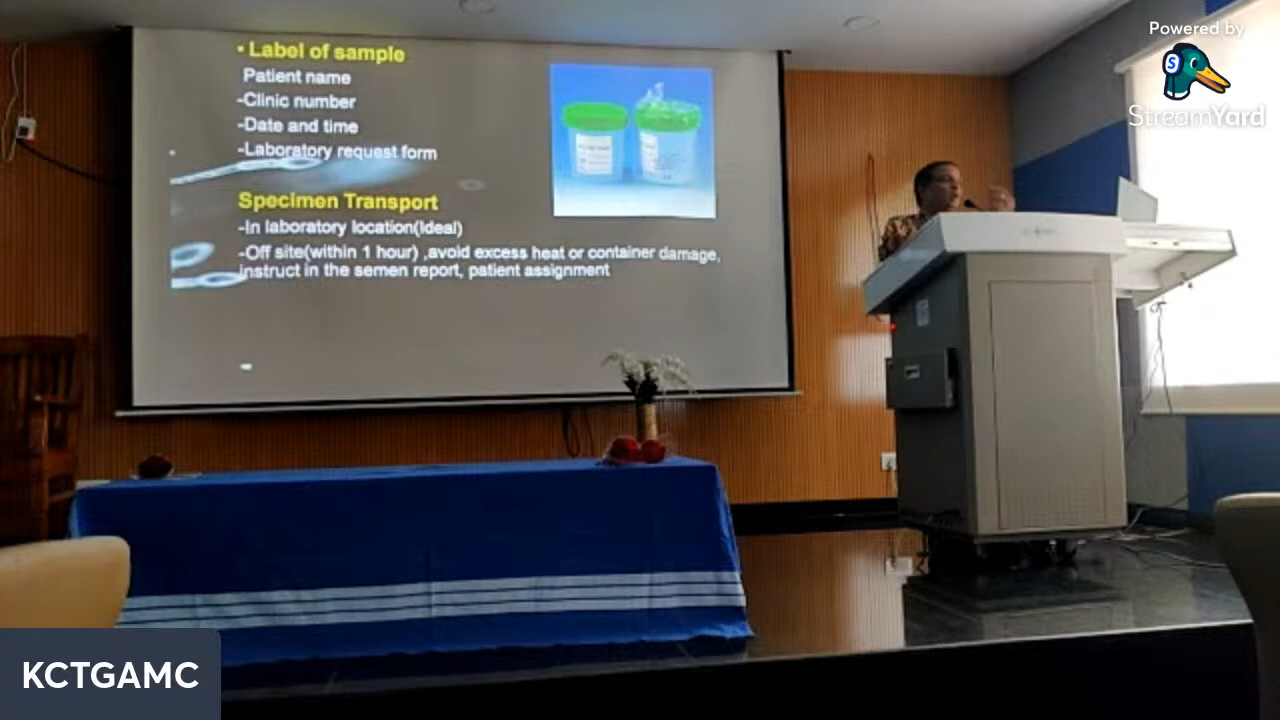 • Label of sample
Patient name
-Clinic number
-Date and time
-Laboratory request form
Specimen Transport
-In laboratory location(Ideal)
-Off site(within 1 hour) ,avoid excess heat or container damage,
instruct in the semen report, patient assignment
Powered by
StreamYard
KCTGAMC